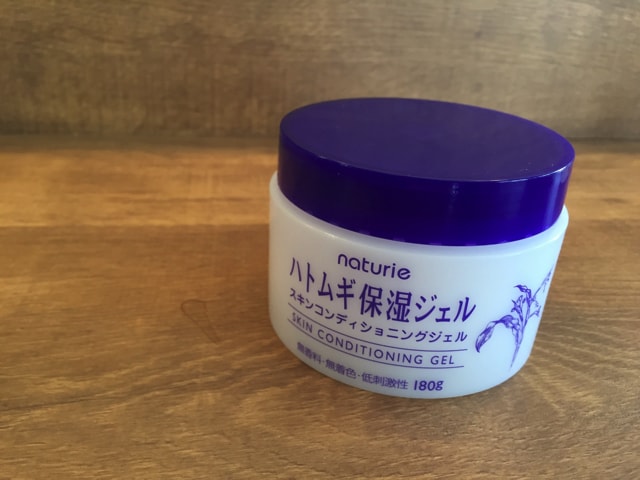 naturie
ハトムギ保湿ジェル
スキンコンディショニングジェル
SKIN CONDITIONING GEL
無香料・無着色・低刺激性 180g